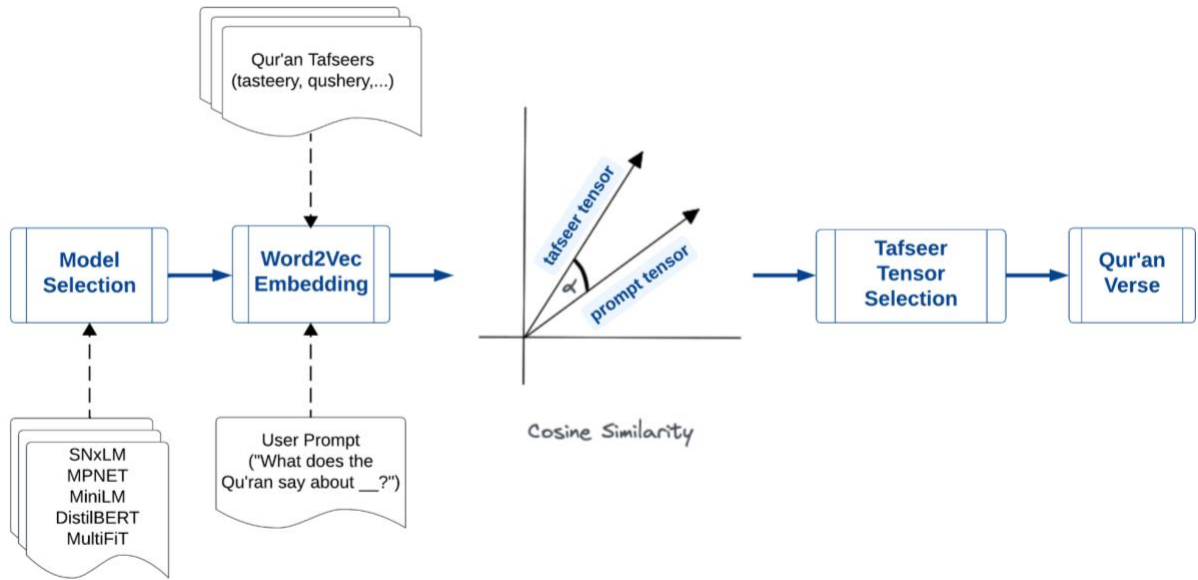 Qur'an Tafseers
(tasteery, qushery,...)
Model
Selection
Word2Vec
Embedding
tafseer tensor
α
prompt tensor
Cosine Similarity
Tafseer
Tensor
Selection
Qur'an
Verse
SNxLM
MPNET
MiniLM
DistilBERT
MultiFiT
User Prompt
("What does the
Qu'ran say about __?")